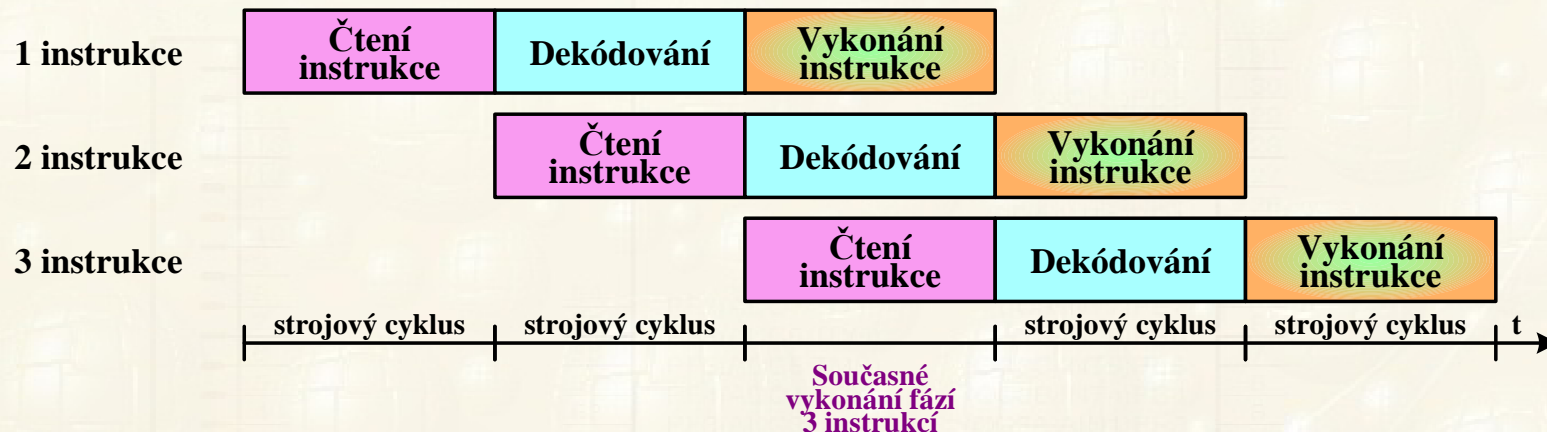 1 instrukce
Čtení
instrukce
Dekódování
Vykonání
instrukce
2 instrukce
Čtení
instrukce
Dekódování
Vykonání
instrukce
3 instrukce
Čtení
instrukce
Dekódování
Vykonání
instrukce
strojový cyklus
strojový cyklus
strojový cyklus
strojový cyklus
t
Současné
vykonání fází
3 instrukcí